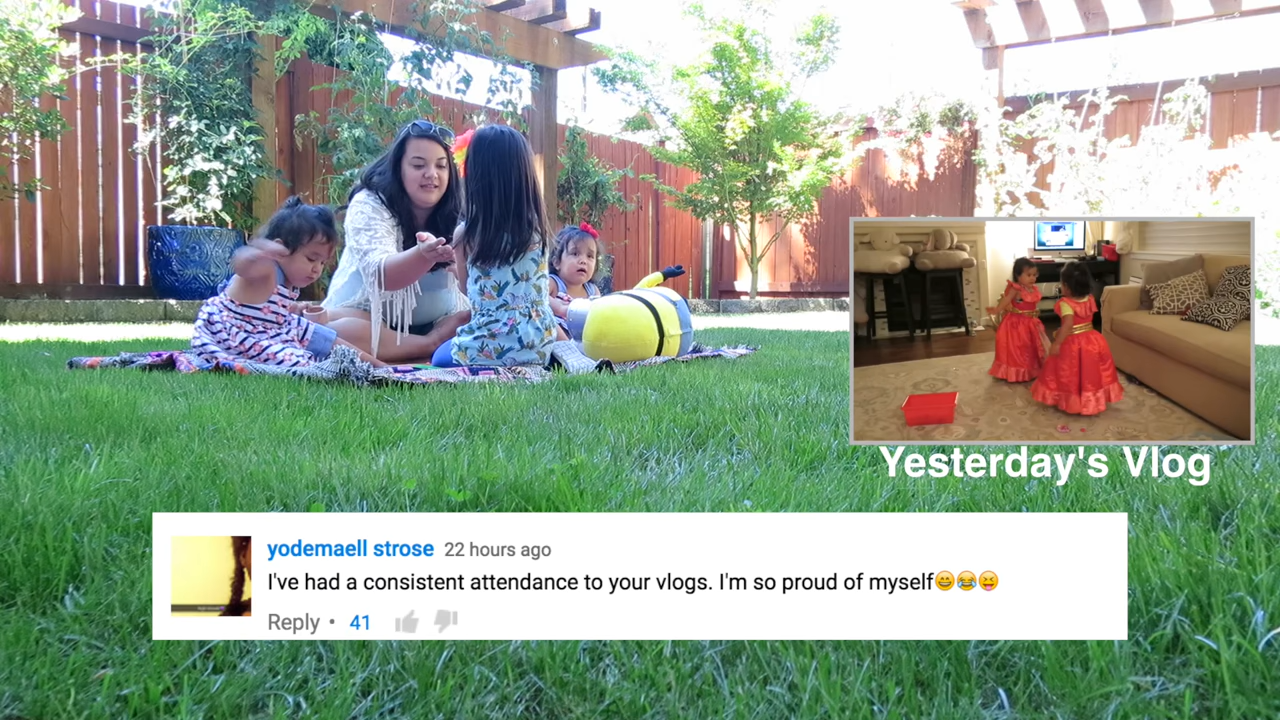 Yesterday's Vlog
yodemaell strose 22 hours ago
I've had a consistent attendance to your vlogs. I'm so proud of myself😄😂😝
Reply • 41